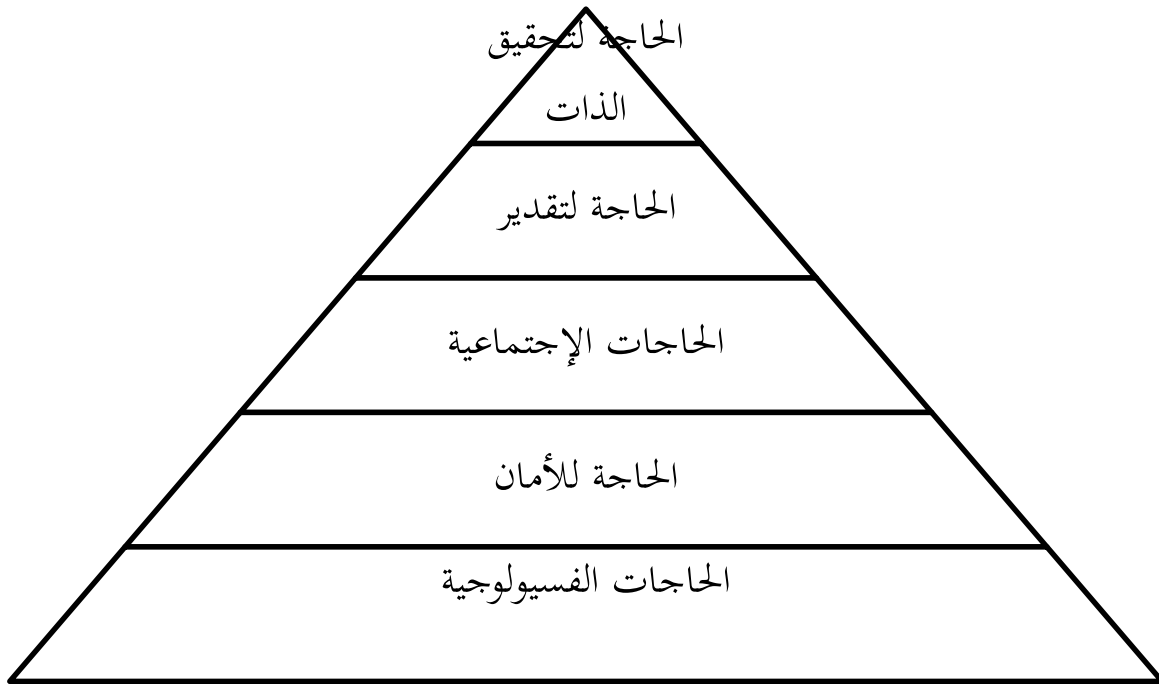 الحاجة لتحقيق
الذات
الحاجة لتقدير
الحاجات الإجتماعية
الحاجة للأمان
الحاجات الفسيولوجية